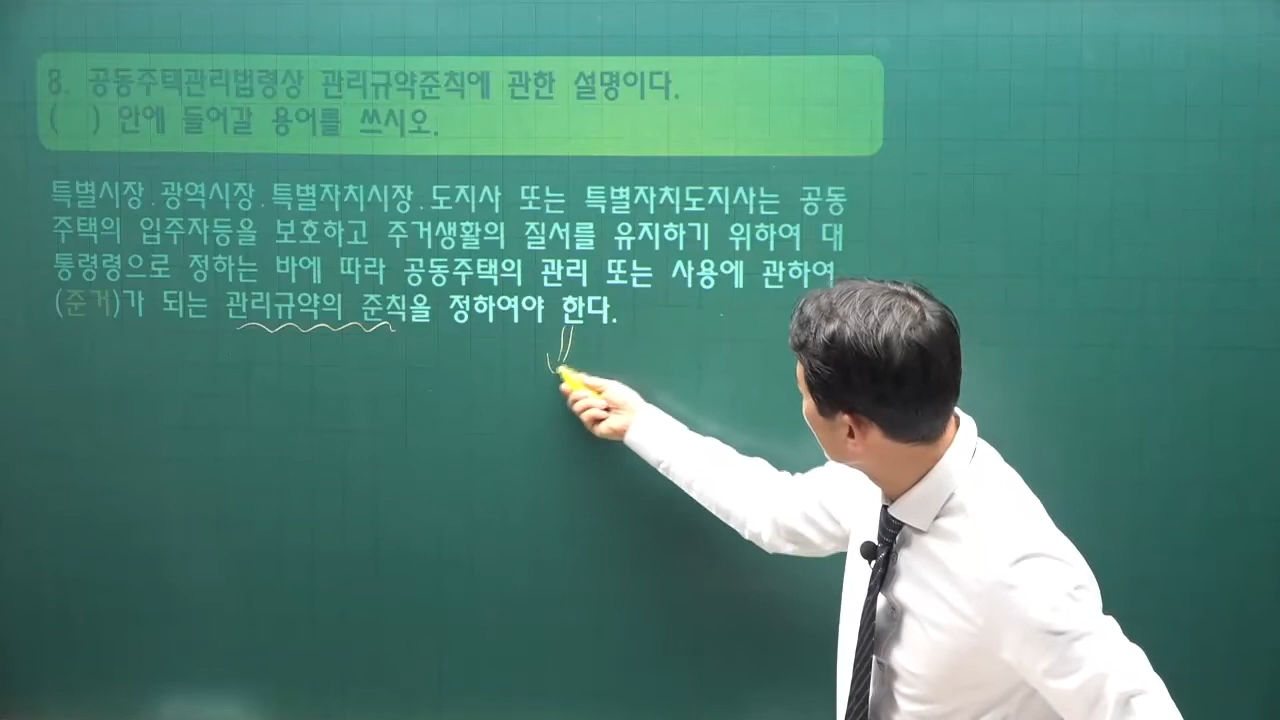 8. 공동주택관리법령상 관리규약준칙에 관한 설명이다.
( ) 안에 들어갈 용어를 쓰시오.
특별시장.광역시장.특별자치시장.도지사 또는 특별자치도지사는 공동
주택의 입주자등을 보호하고 주거생활의 질서를 유지하기 위하여 대
통령령으로 정하는 바에 따라 공동주택의 관리 또는 사용에 관하여
(준거)가 되는 관리규약의 준칙을 정하여야 한다.